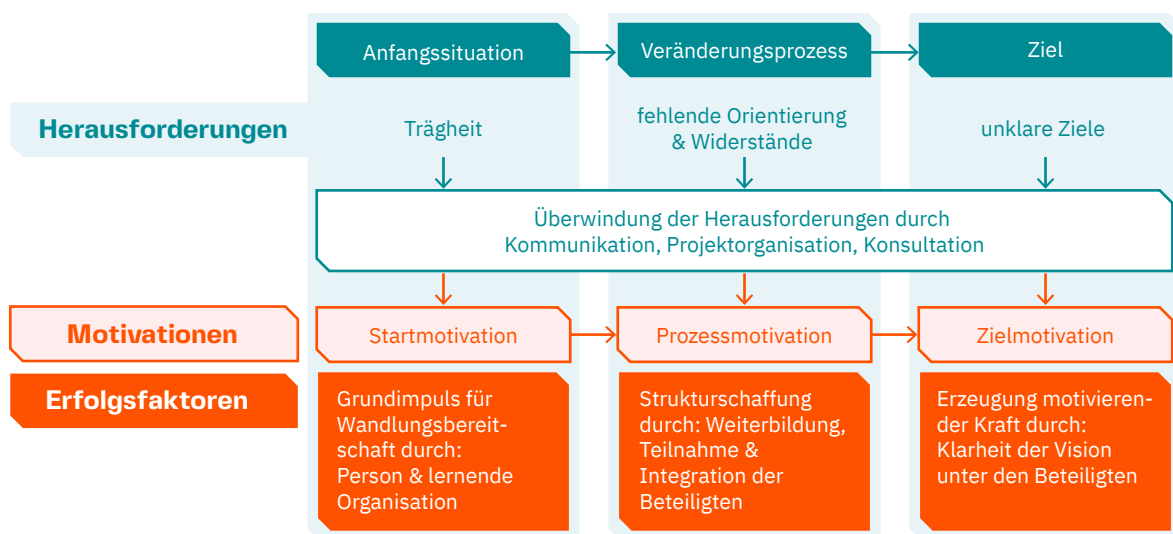 Anfangssituation
Veränderungsprozess
Ziel
Herausforderungen
Trägheit
fehlende Orientierung
& Widerstände
unklare Ziele
Überwindung der Herausforderungen durch
Kommunikation, Projektorganisation, Konsultation
Motivationen
Startmotivation
Prozessmotivation
Zielmotivation
Erfolgsfaktoren
Grundimpuls für
Wandlungsbereit-
schaft durch:
Person & lernende
Organisation
Strukturschaffung
durch: Weiterbildung,
Teilnahme &
Integration der
Beteiligten
Erzeugung motivieren-
der Kraft durch:
Klarheit der Vision
unter den Beteiligten